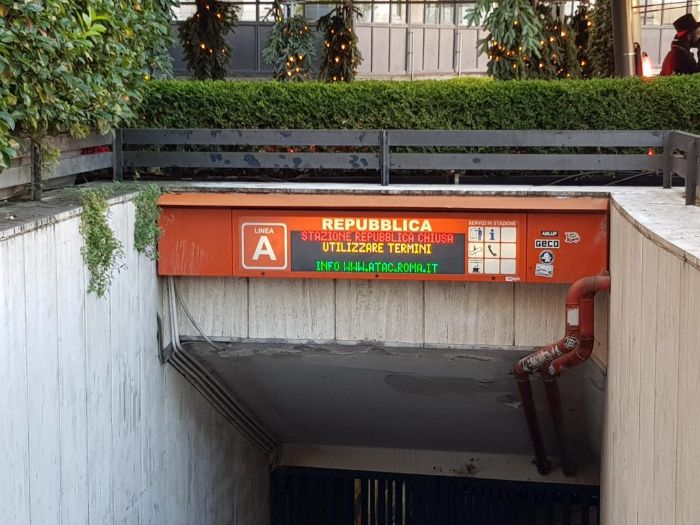 REPUBBLICA
LINEA
A
STAZIONE REPUBBLICA CHIUSA
UTILIZZARE TERMINI
INFO WWW.ATAC.ROMA.IT
SERVIZI IN STAZIONE
GECO